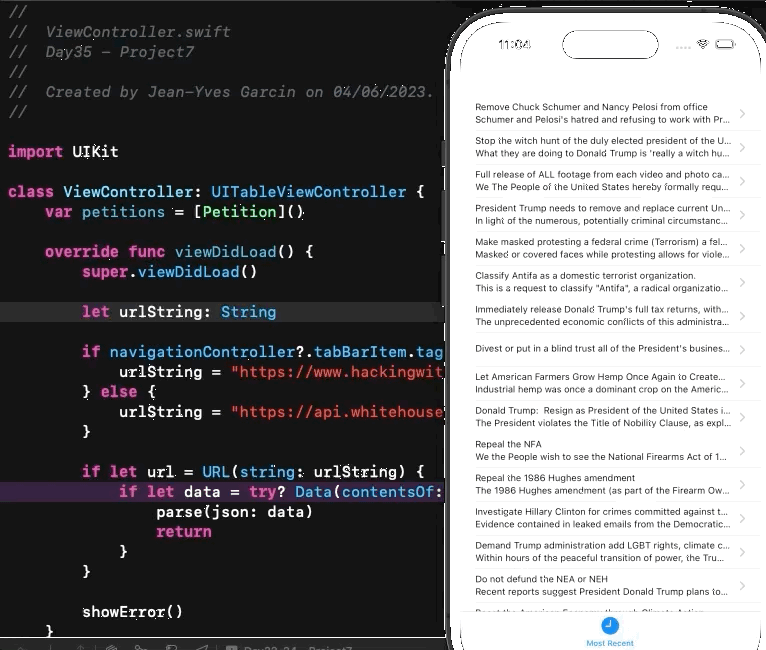 //
//  ViewController.swift
//  Day35 - Project7
//
//  Created by Jean-Yves Garcin on 04/06/2023.
//
import UIKit
class ViewController: UITableViewController {
var petitions = [Petition]()
override func viewDidLoad() {
super.viewDidLoad()
let urlString: String
if navigationController?.tabBarItem.tag
urlString = "https://www.hackingwit
} else {
urlString = "https://api.whitehouse
}
if let url = URL(string: urlString) {
if let data = try? Data(contentsOf:
parse(json: data)
return
}
}
showError()
}
11:04
Remove Chuck Schumer and Nancy Pelosi from office
Schumer and Pelosi's hatred and refusing to work with Pr...
Stop the witch hunt of the duly elected president of the U...
What they are doing to Donald Trump is 'really a witch hu...
Full release of ALL footage from each video and photo ca...
We The People of the United States hereby formally requ...
President Trump needs to remove and replace current Un...
In light of the numerous, potentially criminal circumstanc...
Make masked protesting a federal crime (Terrorism) a fel...
Masked or covered faces while protesting allows for viole...
Classify Antifa as a domestic terrorist organization.
This is a request to classify "Antifa", a radical organizatio...
Immediately release Donald Trump's full tax returns, with...
The unprecedented economic conflicts of this administra...
Divest or put in a blind trust all of the President's busines...
Let American Farmers Grow Hemp Once Again to Create...
Industrial hemp was once a dominant crop on the Americ...
Donald Trump:  Resign as President of the United States i...
The President violates the Title of Nobility Clause, as expl...
Repeal the NFA
We the People wish to see the National Firearms Act of 1...
Repeal the 1986 Hughes amendment
The 1986 Hughes amendment (as part of the Firearm Ow...
Investigate Hillary Clinton for crimes committed against t...
Evidence contained in leaked emails from the Democratic...
Demand Trump administration add LGBT rights, climate c...
Within hours of the peaceful transition of power, the Tru...
Do not defund the NEA or NEH
Recent reports suggest President Donald Trump plans to...
Most Recent